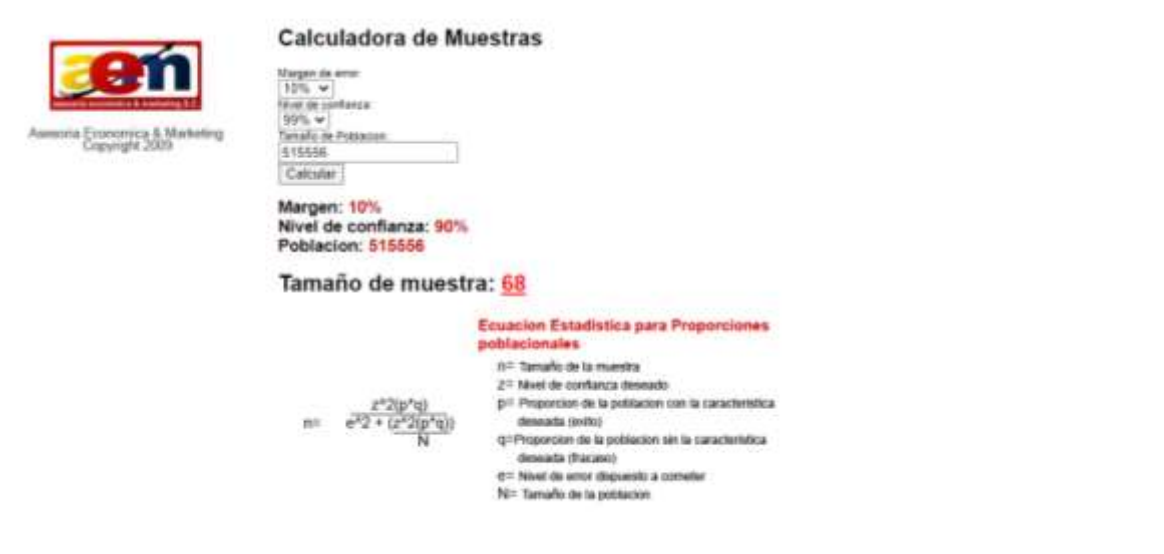 Calculadora de Muestras
aem
asesoría económica & marketing S.C.
Asesoria Economica & Marketing
Copyright 2009
Margen de error:
10%
Nivel de confianza:
99%
Tamaño de Poblacion:
515556
Calcular
Margen: 10%
Nivel de confianza: 90%
Poblacion: 515556
Tamaño de muestra: 68
Ecuacion Estadistica para Proporciones
poblacionales
n= Tamaño de la muestra
z= Nivel de confianza deseado
p= Proporcion de la poblacion con la caracteristica
deseada (exito)
q=Proporcion de la poblacion sin la caracteristica
deseada (fracaso)
e= Nivel de error dispuesto a cometer
N= Tamaño de la poblacion
z^2(p*q)
n= e^2 + (z^2(p*q))
N